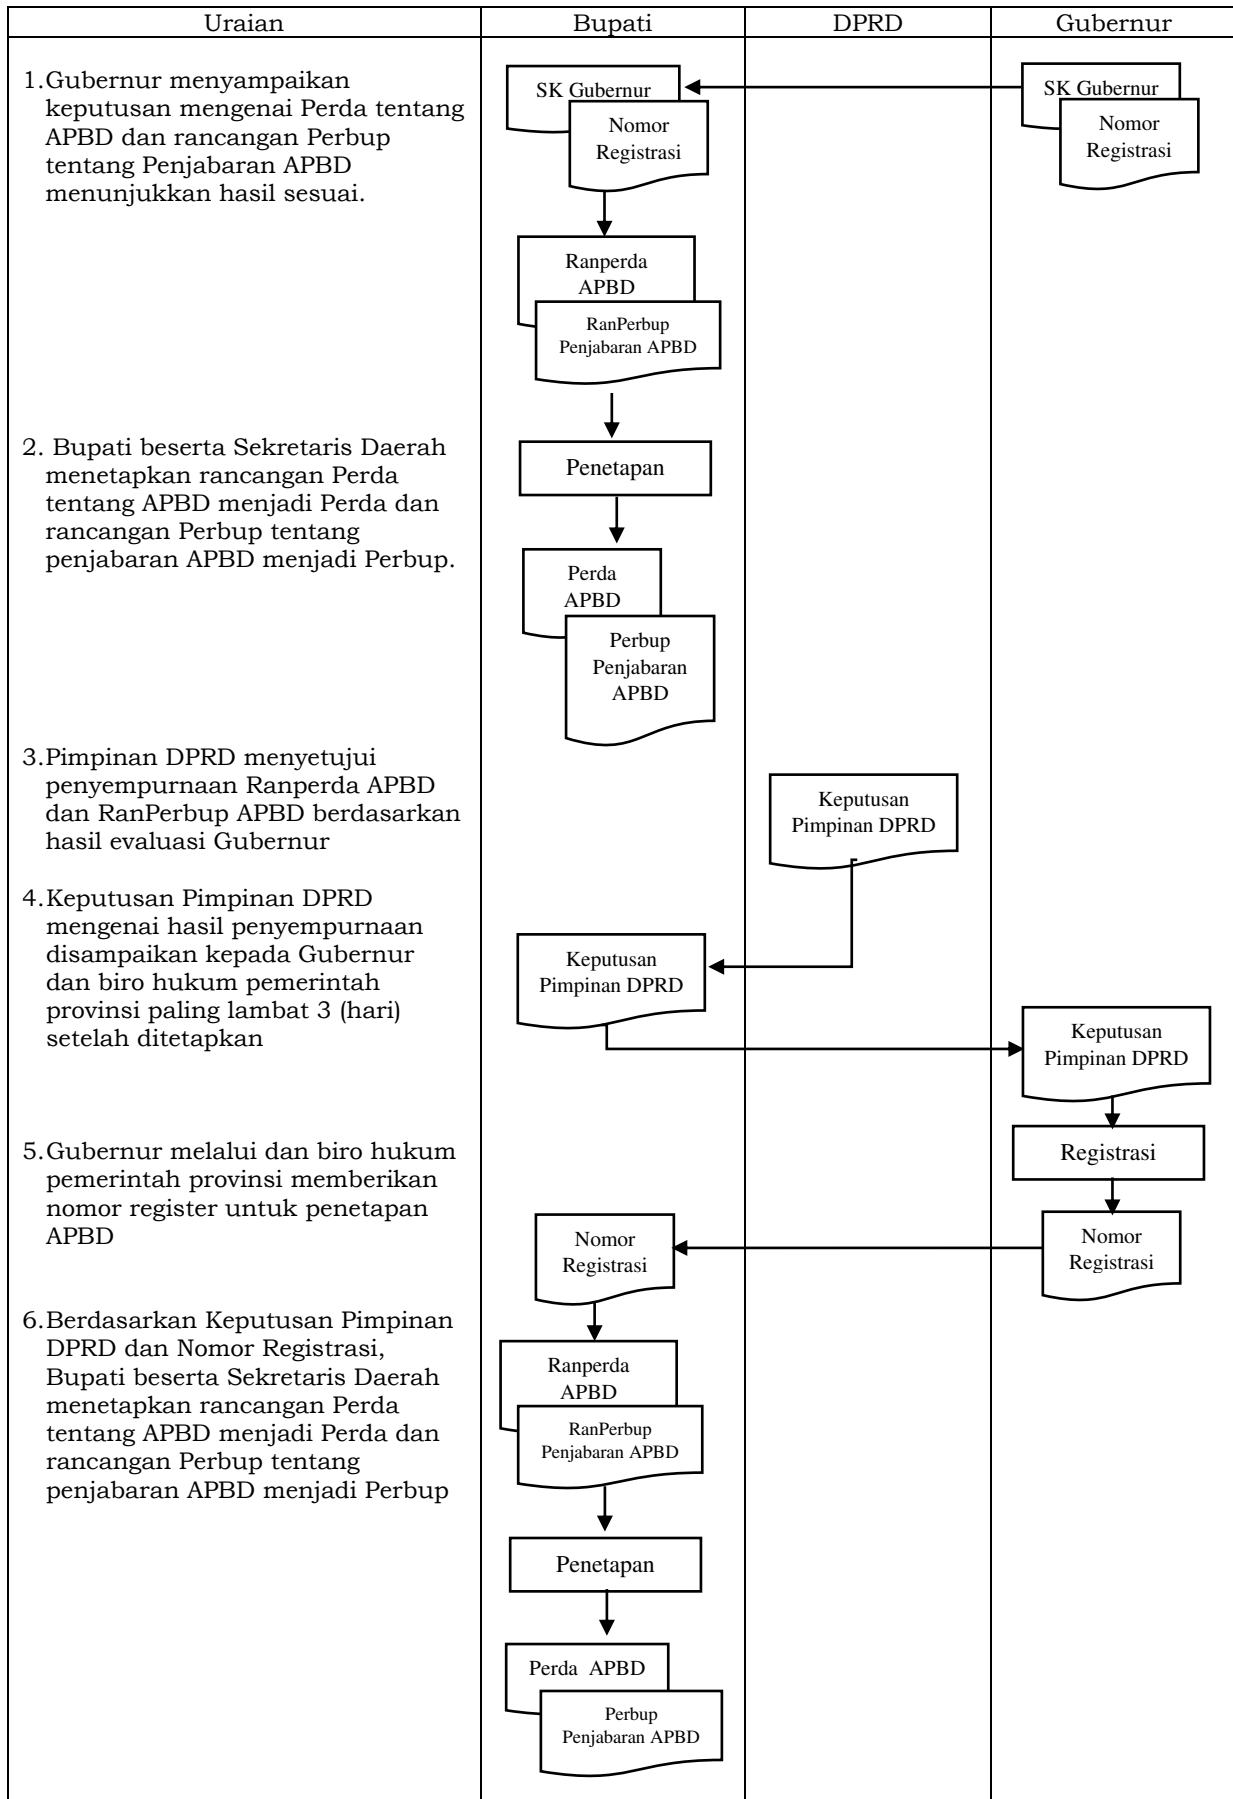 Uraian
Bupati
DPRD
Gubernur
1.Gubernur menyampaikan
keputusan mengenai Perda tentang
APBD dan rancangan Perbup
tentang Penjabaran APBD
menunjukkan hasil sesuai.
SK Gubernur
Nomor
Registrasi
SK Gubernur
Nomor
Registrasi
Ranperda
APBD
RanPerbup
Penjabaran APBD
2. Bupati beserta Sekretaris Daerah
menetapkan rancangan Perda
tentang APBD menjadi Perda dan
rancangan Perbup tentang
penjabaran APBD menjadi Perbup.
Penetapan
Perda
APBD
Perbup
Penjabaran
APBD
3.Pimpinan DPRD menyetujui
penyempurnaan Ranperda APBD
dan RanPerbup APBD berdasarkan
hasil evaluasi Gubernur
Keputusan
Pimpinan DPRD
4.Keputusan Pimpinan DPRD
mengenai hasil penyempurnaan
disampaikan kepada Gubernur
dan biro hukum pemerintah
provinsi paling lambat 3 (hari)
setelah ditetapkan
Keputusan
Pimpinan DPRD
Keputusan
Pimpinan DPRD
5.Gubernur melalui dan biro hukum
pemerintah provinsi memberikan
nomor register untuk penetapan
APBD
Registrasi
Nomor
Registrasi
Nomor
Registrasi
6.Berdasarkan Keputusan Pimpinan
DPRD dan Nomor Registrasi,
Bupati beserta Sekretaris Daerah
menetapkan rancangan Perda
tentang APBD menjadi Perda dan
rancangan Perbup tentang
penjabaran APBD menjadi Perbup
Ranperda
APBD
RanPerbup
Penjabaran APBD
Penetapan
Perda  APBD
Perbup
Penjabaran APBD